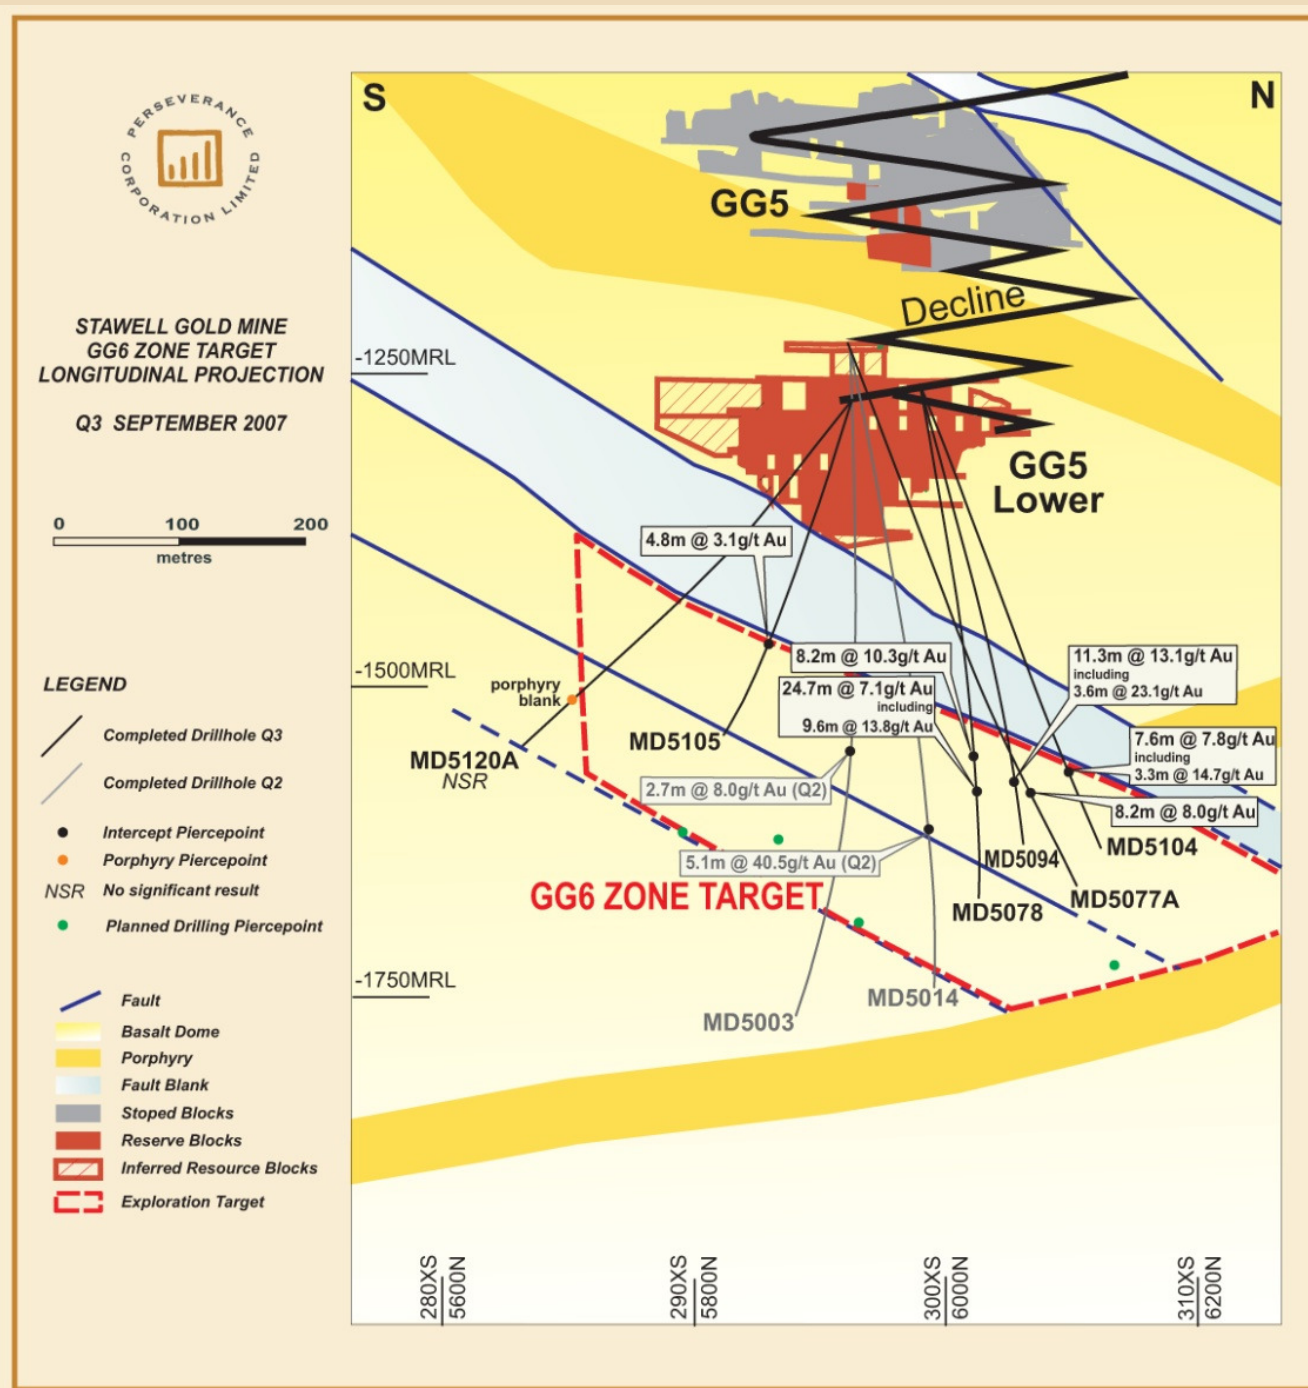 PERSEVERANCE
CORPORATION LIMITED
STAWELL GOLD MINE
GG6 ZONE TARGET
LONGITUDINAL PROJECTION
Q3 SEPTEMBER 2007
0 100 200
metres
LEGEND
Completed Drillhole Q3
Completed Drillhole Q2
Intercept Piercepoint
Porphyry Piercepoint
NSR No significant result
Planned Drilling Piercepoint
Fault
Basalt Dome
Porphyry
Fault Blank
Stoped Blocks
Reserve Blocks
Inferred Resource Blocks
Exploration Target
S
N
GG5
Decline
-1250MRL
GG5
Lower
4.8m @ 3.1g/t Au
8.2m @ 10.3g/t Au
11.3m @ 13.1g/t Au
including
3.6m @ 23.1g/t Au
-1500MRL
porphyry
blank
24.7m @ 7.1g/t Au
including
9.6m @ 13.8g/t Au
7.6m @ 7.8g/t Au
including
3.3m @ 14.7g/t Au
MD5120A
NSR
MD5105
2.7m @ 8.0g/t Au (Q2)
8.2m @ 8.0g/t Au
5.1m @ 40.5g/t Au (Q2)
MD5094
MD5104
GG6 ZONE TARGET
MD5078
MD5077A
-1750MRL
MD5014
MD5003
280XS
5600N
290XS
5800N
300XS
6000N
310XS
6200N